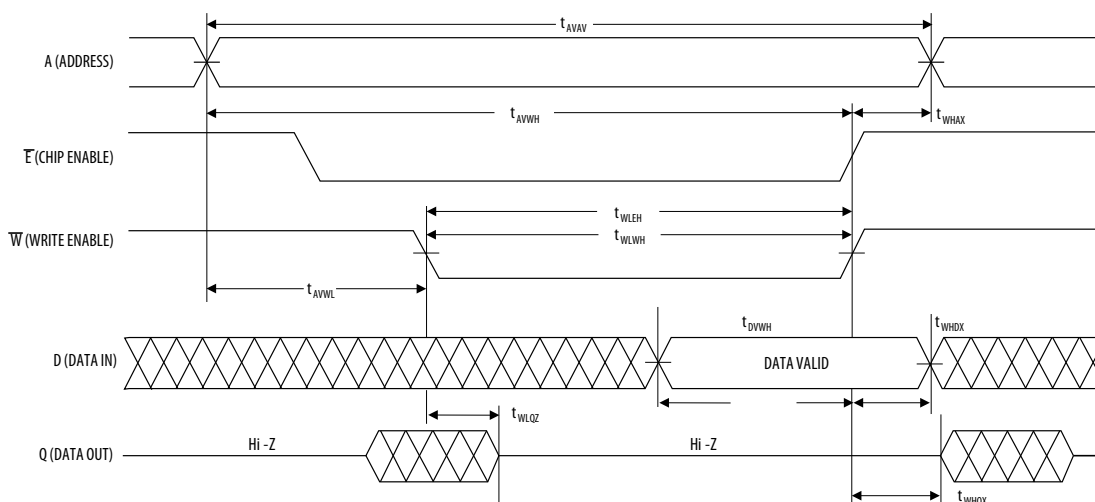 t_AVAV
A (ADDRESS)
t_AVWH
t_WHAX
E̅ (CHIP ENABLE)
t_WLEH
W̅ (WRITE ENABLE)
t_WLWH
t_AVWL
t_DVWH
t_WHDX
D (DATA IN)
DATA VALID
t_WLQZ
Hi -Z
Hi -Z
Q (DATA OUT)
t_WHQX